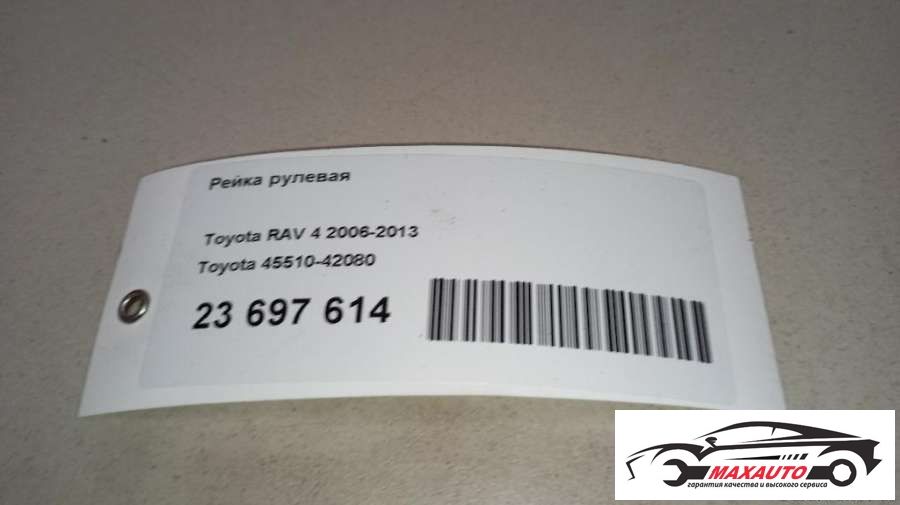 Рейка рулевая
Toyota RAV 4 2006-2013
Toyota 45510-42080
23 697 614
MAXAUTO
гарантия качества и высокого сервиса